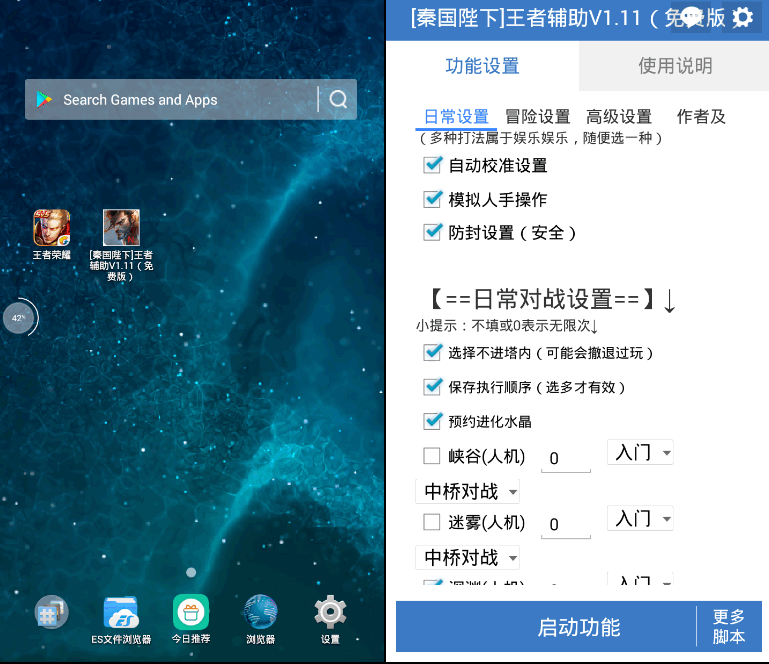 Search Games and Apps
王者荣耀
[秦国陛下]王者
辅助V1.11（免
费版）
42%
ES文件浏览器
今日推荐
浏览器
设置
[秦国陛下]王者辅助V1.11（免费版
功能设置
使用说明
日常设置 冒险设置 高级设置 作者及
（多种打法属于娱乐娱乐，随便选一种）
自动校准设置
模拟人手操作
防封设置（安全）
【==日常对战设置==】↓
小提示：不填或0表示无限次↓
选择不进塔内（可能会撤退过玩）
保存执行顺序（选多才有效）
预约进化水晶
峡谷(人机) 0 入门
中桥对战
迷雾(人机) 0 入门
中桥对战
启动功能
更多
脚本